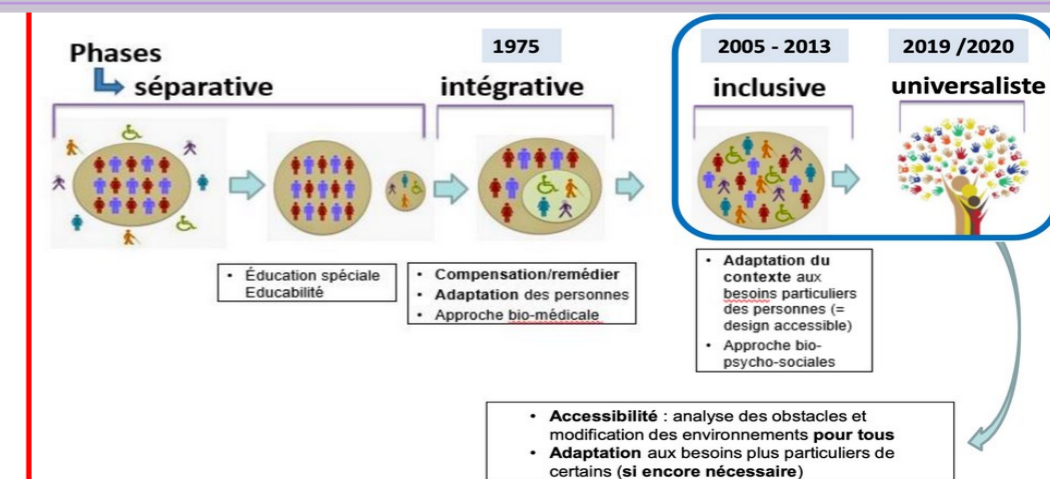 Phases
séparative
1975
intégrative
2005 - 2013
inclusive
2019 /2020
universaliste
• Éducation spéciale
Educabilité
• Compensation/remédier
• Adaptation des personnes
• Approche bio-médicale
• Adaptation du
contexte aux
besoins particuliers
des personnes (=
design accessible)
• Approche bio-
psycho-sociales
• Accessibilité : analyse des obstacles et
modification des environnements pour tous
• Adaptation aux besoins plus particuliers de
certains (si encore nécessaire)